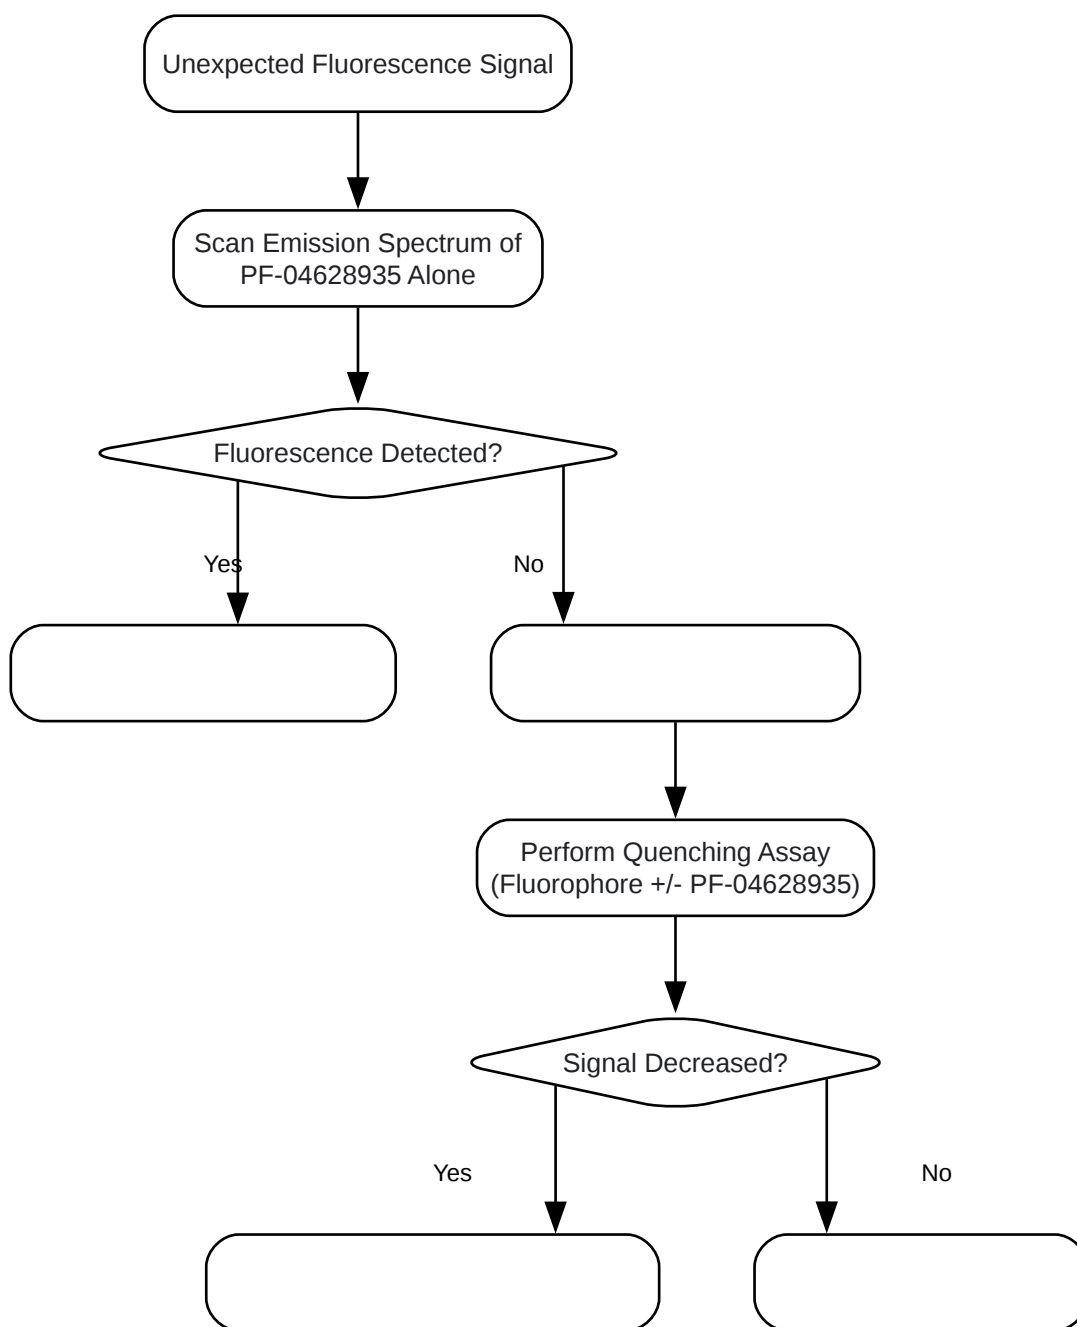 Unexpected Fluorescence Signal
Scan Emission Spectrum of
PF-04628935 Alone
Fluorescence Detected?
Yes
No
Perform Quenching Assay
(Fluorophore +/- PF-04628935)
Signal Decreased?
Yes
No